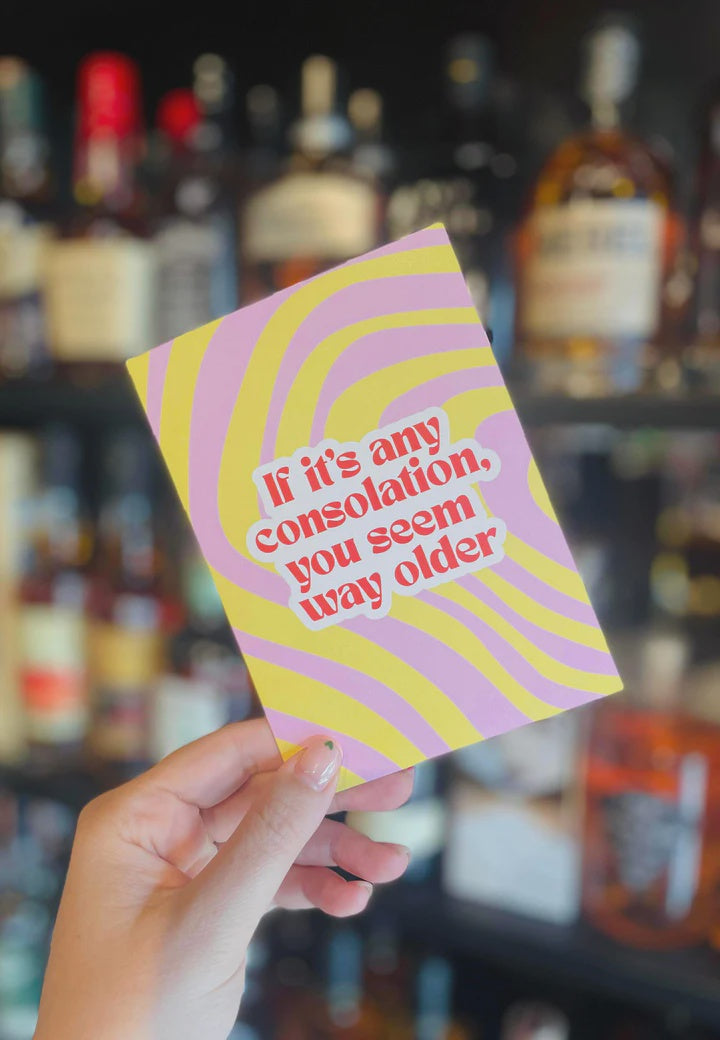 If it's any
consolation,
you seem
way older